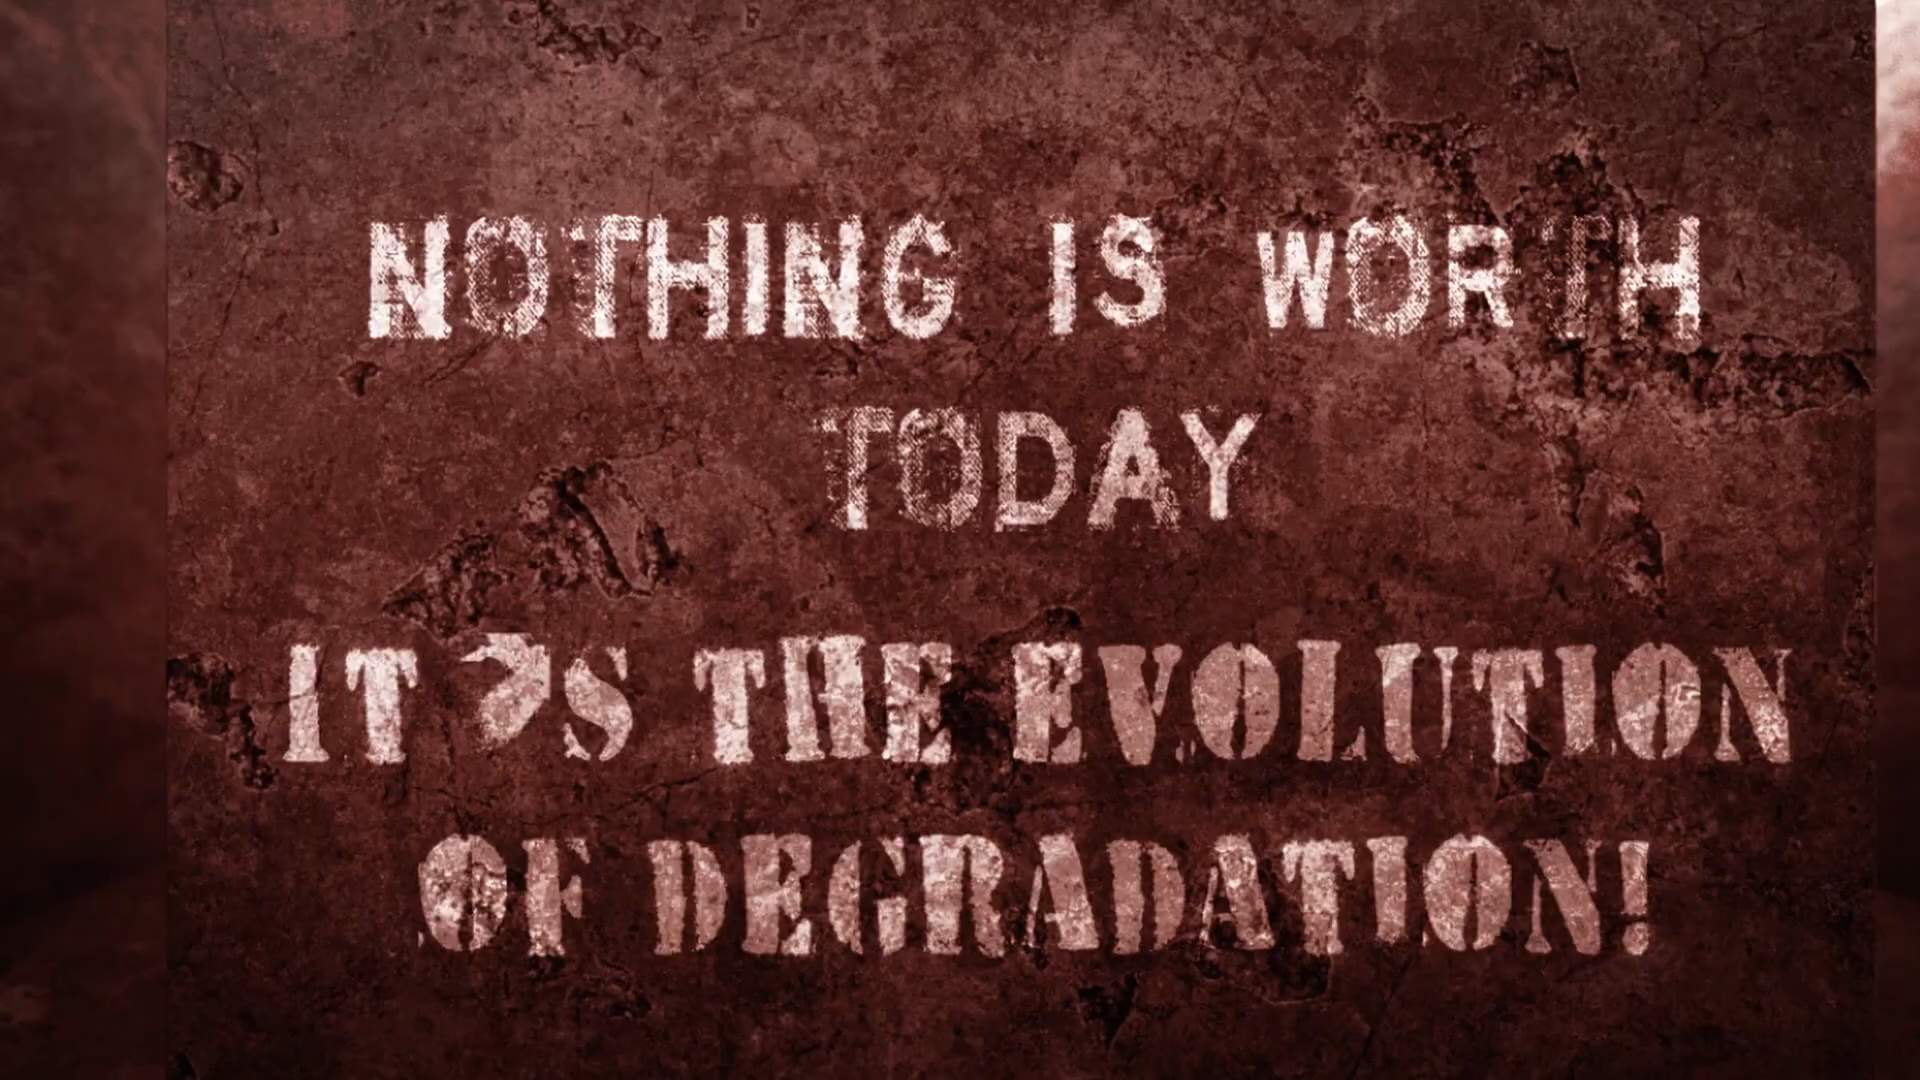 NOTHING IS WORTH
TODAY
IT'S THE EVOLUTION
OF DEGRADATION!